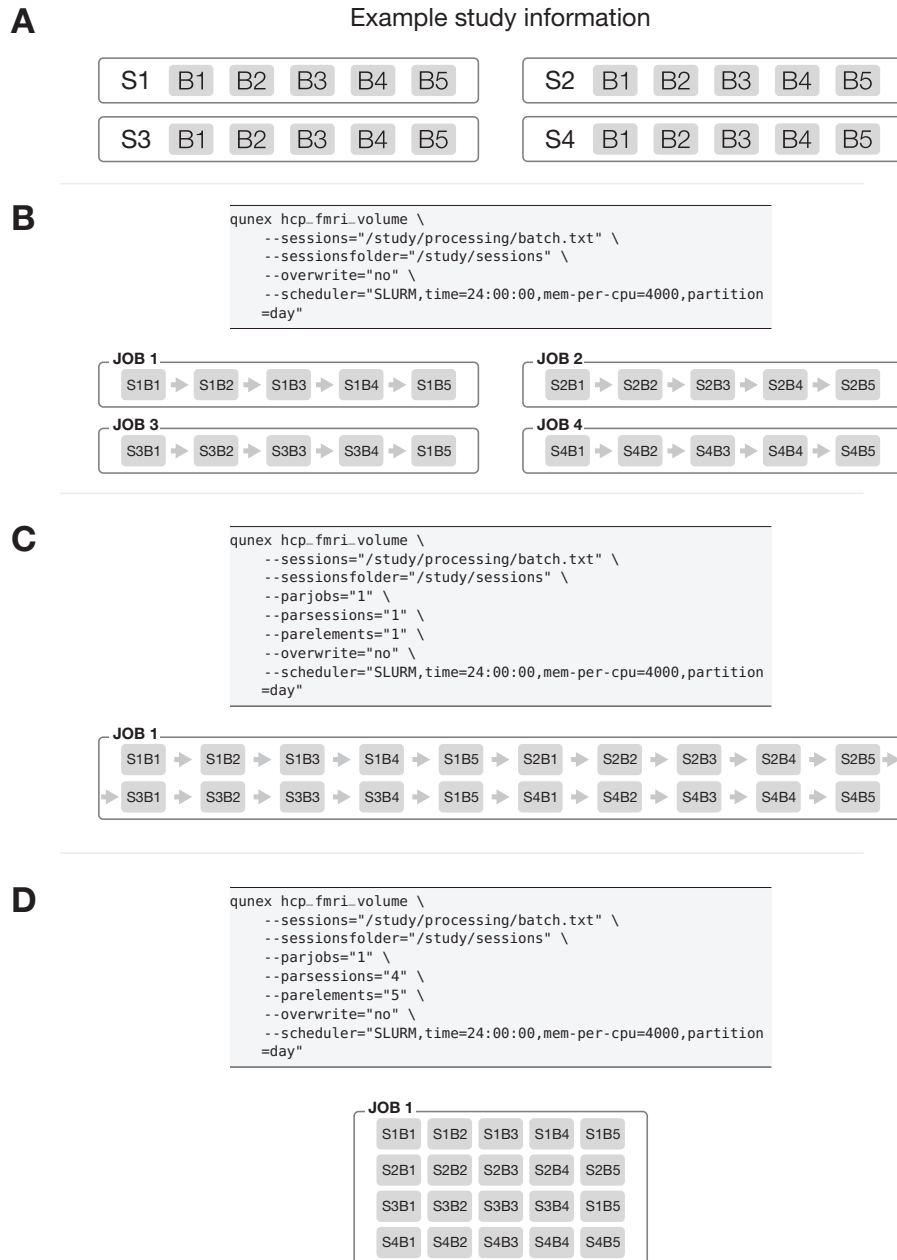 A
Example study information
S1 B1 B2 B3 B4 B5
S2 B1 B2 B3 B4 B5
S3 B1 B2 B3 B4 B5
S4 B1 B2 B3 B4 B5
B
qunex hcp_fmri_volume \
--sessions="/study/processing/batch.txt" \
--sessionsfolder="/study/sessions" \
--overwrite="no" \
--scheduler="SLURM,time=24:00:00,mem-per-cpu=4000,partition
=day"
JOB 1
S1B1 S1B2 S1B3 S1B4 S1B5
JOB 2
S2B1 S2B2 S2B3 S2B4 S2B5
JOB 3
S3B1 S3B2 S3B3 S3B4 S1B5
JOB 4
S4B1 S4B2 S4B3 S4B4 S4B5
C
qunex hcp_fmri_volume \
--sessions="/study/processing/batch.txt" \
--sessionsfolder="/study/sessions" \
--parjobs="1" \
--parsessions="1" \
--parelements="1" \
--overwrite="no" \
--scheduler="SLURM,time=24:00:00,mem-per-cpu=4000,partition
=day"
JOB 1
S1B1 S1B2 S1B3 S1B4 S1B5 S2B1 S2B2 S2B3 S2B4 S2B5
S3B1 S3B2 S3B3 S3B4 S1B5 S4B1 S4B2 S4B3 S4B4 S4B5
D
qunex hcp_fmri_volume \
--sessions="/study/processing/batch.txt" \
--sessionsfolder="/study/sessions" \
--parjobs="1" \
--parsessions="4" \
--parelements="5" \
--overwrite="no" \
--scheduler="SLURM,time=24:00:00,mem-per-cpu=4000,partition
=day"
JOB 1
S1B1 S1B2 S1B3 S1B4 S1B5
S2B1 S2B2 S2B3 S2B4 S2B5
S3B1 S3B2 S3B3 S3B4 S1B5
S4B1 S4B2 S4B3 S4B4 S4B5